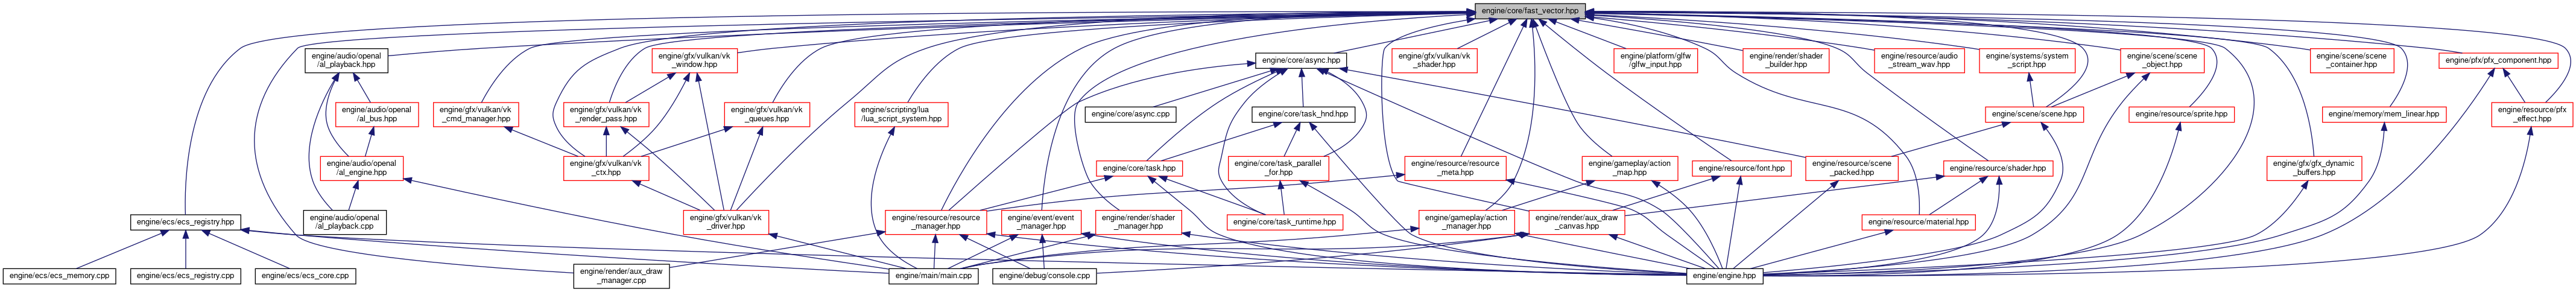 engine/core/fast_vector.hpp
engine/audio/openal
/al_playback.hpp
engine/gfx/vulkan/vk
_window.hpp
engine/core/async.hpp
engine/gfx/vulkan/vk
_shader.hpp
engine/platform/glfw
/glfw_input.hpp
engine/render/shader
_builder.hpp
engine/resource/audio
_stream_wav.hpp
engine/systems/system
_script.hpp
engine/scene/scene
_object.hpp
engine/scene/scene
_container.hpp
engine/pfx/pfx_component.hpp
engine/audio/openal
/al_bus.hpp
engine/gfx/vulkan/vk
_cmd_manager.hpp
engine/gfx/vulkan/vk
_render_pass.hpp
engine/gfx/vulkan/vk
_queues.hpp
engine/scripting/lua
/lua_script_system.hpp
engine/core/async.cpp
engine/core/task_hnd.hpp
engine/scene/scene.hpp
engine/resource/sprite.hpp
engine/memory/mem_linear.hpp
engine/resource/pfx
_effect.hpp
engine/audio/openal
/al_engine.hpp
engine/gfx/vulkan/vk
_ctx.hpp
engine/core/task.hpp
engine/core/task_parallel
_for.hpp
engine/resource/resource
_meta.hpp
engine/gameplay/action
_map.hpp
engine/resource/font.hpp
engine/resource/scene
_packed.hpp
engine/resource/shader.hpp
engine/gfx/gfx_dynamic
_buffers.hpp
engine/ecs/ecs_registry.hpp
engine/audio/openal
/al_playback.cpp
engine/gfx/vulkan/vk
_driver.hpp
engine/resource/resource
_manager.hpp
engine/event/event
_manager.hpp
engine/render/shader
_manager.hpp
engine/core/task_runtime.hpp
engine/gameplay/action
_manager.hpp
engine/render/aux_draw
_canvas.hpp
engine/resource/material.hpp
engine/ecs/ecs_memory.cpp
engine/ecs/ecs_registry.cpp
engine/ecs/ecs_core.cpp
engine/render/aux_draw
_manager.cpp
engine/main/main.cpp
engine/debug/console.cpp
engine/engine.hpp